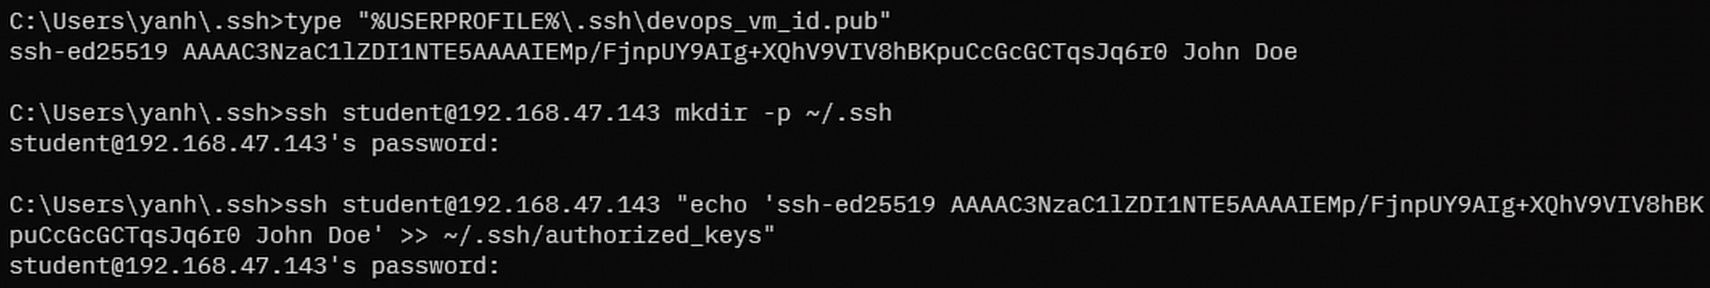 C:\Users\yanh\.ssh>type "%USERPROFILE%\.ssh\devops_vm_id.pub"
ssh-ed25519 AAAAC3NzaC1lZDI1NTE5AAAAIEMp/FjnpUY9AIg+XQhV9VIV8hBKpuCcGcGCTqsJq6r0 John Doe
C:\Users\yanh\.ssh>ssh student@192.168.47.143 mkdir -p ~/.ssh
student@192.168.47.143's password:
C:\Users\yanh\.ssh>ssh student@192.168.47.143 "echo 'ssh-ed25519 AAAAC3NzaC1lZDI1NTE5AAAAIEMp/FjnpUY9AIg+XQhV9VIV8hBK
puCcGcGCTqsJq6r0 John Doe' >> ~/.ssh/authorized_keys"
student@192.168.47.143's password: